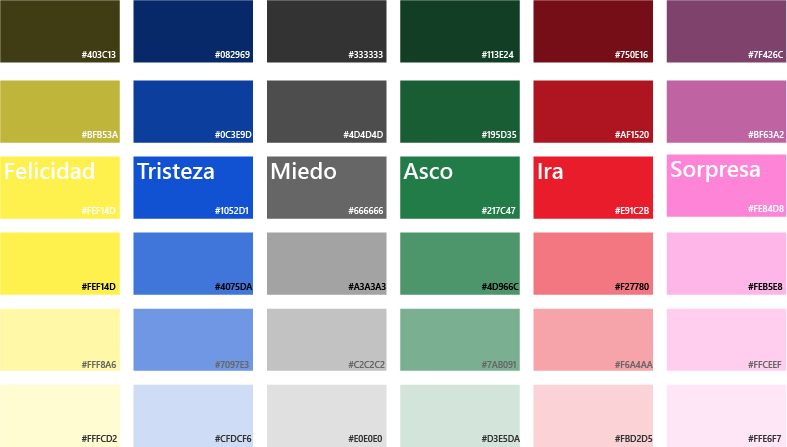 #403C13 #082969 #333333 #113E24 #750E16 #7F426C
#BFB53A #0C3E9D #4D4D4D #195D35 #AF1520 #BF63A2
Felicidad Tristeza Miedo Asco Ira Sorpresa
#FEF14D #1052D1 #666666 #217C47 #E91C2B #FE84D8
#FEF14D #4075DA #A3A3A3 #4D966C #F27780 #FEB5E8
#FFF8A6 #7097E3 #C2C2C2 #7AB091 #F6A4AA #FFCEEF
#FFFCD2 #CFDCF6 #E0E0E0 #D3E5DA #FBD2D5 #FFE6F7